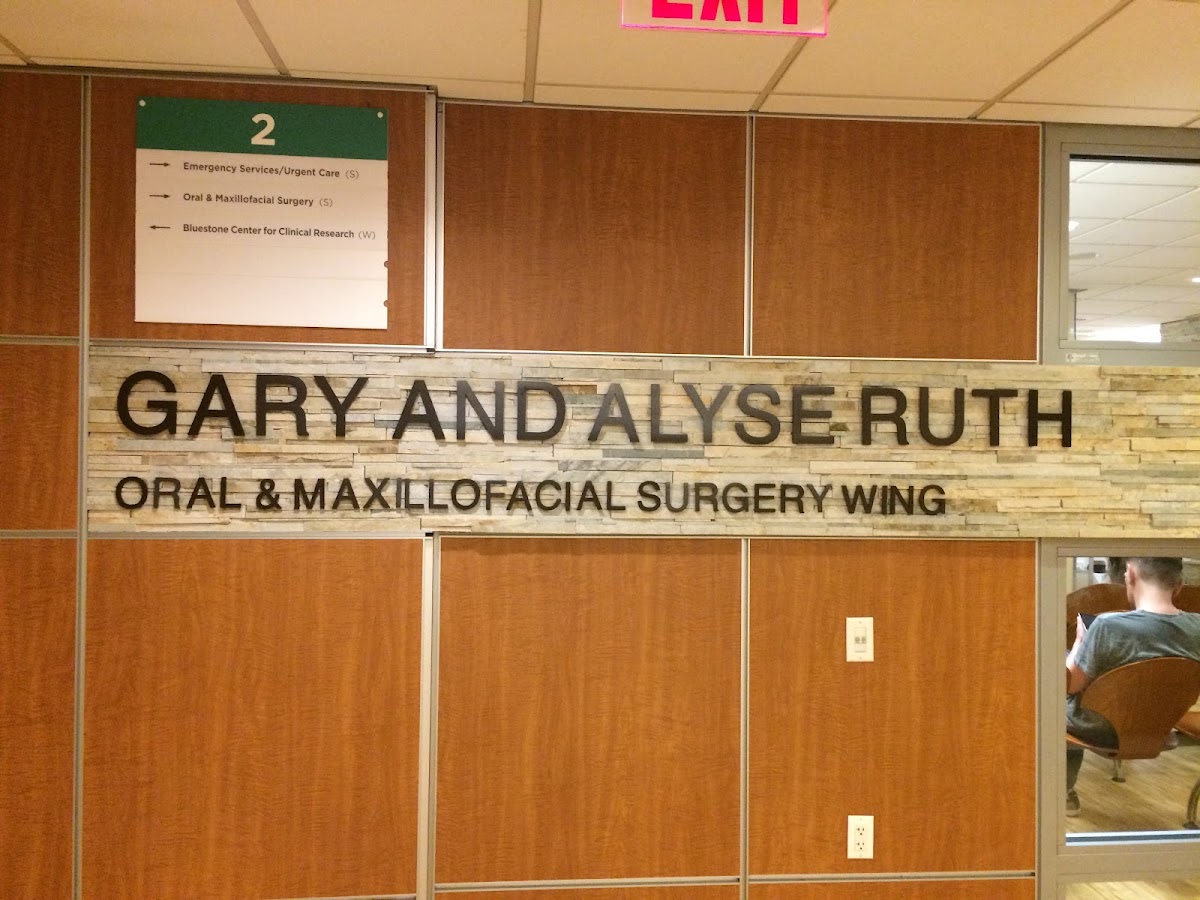 EXIT
2
→ Emergency Services/Urgent Care (S)
→ Oral & Maxillofacial Surgery (S)
← Bluestone Center for Clinical Research (W)
GARY AND ALYSE RUTH
ORAL & MAXILLOFACIAL SURGERY WING